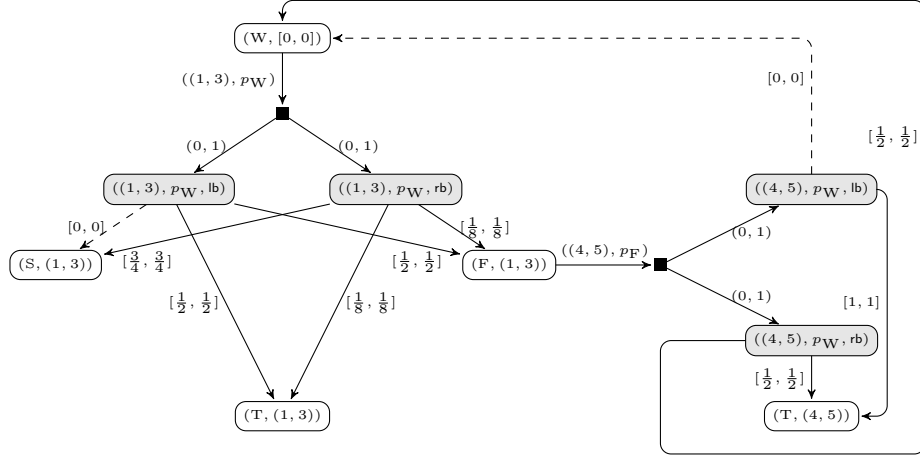 (W, [0, 0])
((1, 3), p_W)
[0, 0]
[1/2, 1/2]
(0, 1)
(0, 1)
((1, 3), p_W, lb)
((1, 3), p_W, rb)
((4, 5), p_W, lb)
[0, 0]
[1/8, 1/8]
(0, 1)
((4, 5), p_F)
(S, (1, 3))
[3/4, 3/4]
[1/2, 1/2]
(F, (1, 3))
(0, 1)
[1/2, 1/2]
[1/8, 1/8]
[1, 1]
((4, 5), p_W, rb)
[1/2, 1/2]
(T, (1, 3))
(T, (4, 5))